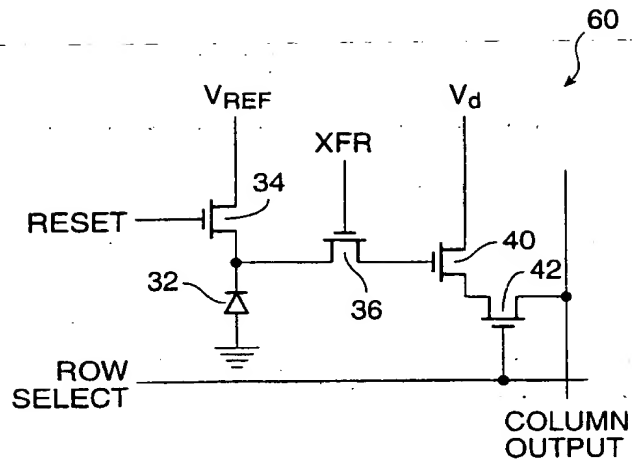 60
VREF
Vd
XFR
RESET
34
40
42
32
36
ROW
SELECT
COLUMN
OUTPUT